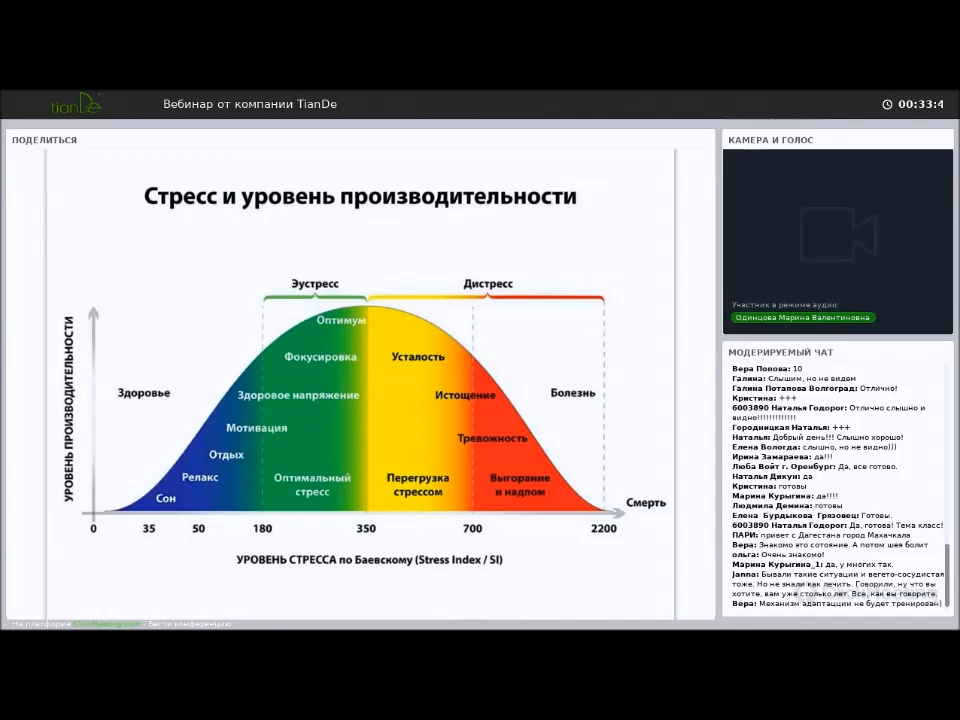 tianDe
Вебинар от компании TianDe
00:33:4
ПОДЕЛИТЬСЯ
Стресс и уровень производительности
Эустресс
Дистресс
УРОВЕНЬ ПРОИЗВОДИТЕЛЬНОСТИ
Оптимум
Фокусировка
Усталость
Здоровье
Здоровое напряжение
Истощение
Болезнь
Мотивация
Тревожность
Отдых
Релакс
Оптимальный
стресс
Перегрузка
стрессом
Выгорание
и надлом
Сон
Смерть
0 35 50 180 350 700 2200
УРОВЕНЬ СТРЕССА по Баевскому (Stress Index / SI)
КАМЕРА И ГОЛОС
Участник в режиме аудио:
Одинцова Марина Валентиновна
МОДЕРИРУЕМЫЙ ЧАТ
Вера Попова: 10
Галина: Слышим, но не видем
Галина Потапова Волгоград: Отлично!
Кристина: +++
6003890 Наталья Годорог: Отлично слышно и
видно!!!!!!!!!!!!!
Городницкая Наталья: +++
Наталья: Добрый день!!! Слышно хорошо!
Елена Вологда: слышно, но не видно)))
Ирина Замараева: да!!!
Люба Войт г. Оренбург: Да, все готово.
Наталья Дикун: да
Кристина: готовы
Марина Курыгина: да!!!!
Людмила Демина: готовы
Елена Бурдыкова Грязовец: Готовы.
6003890 Наталья Годорог: Да, готова! Тема класс!
ПАРИ: привет с Дагестана город Махачкала
Вера: Знакомо это сотояние. А потом шея болит
ольга: Очень знакомо!
Марина Курыгина_1: да, у многих так.
Janna: Бывали такие ситуации и вегето-сосудистая
тоже. Но не знали как лечить. Говорили, ну что вы
хотите, вам уже столько лет. Все, как вы говорите.
Вера: Механизм адаптацции не будет тренирован)
На платформе ClickMeeting.com - Вести конференцию